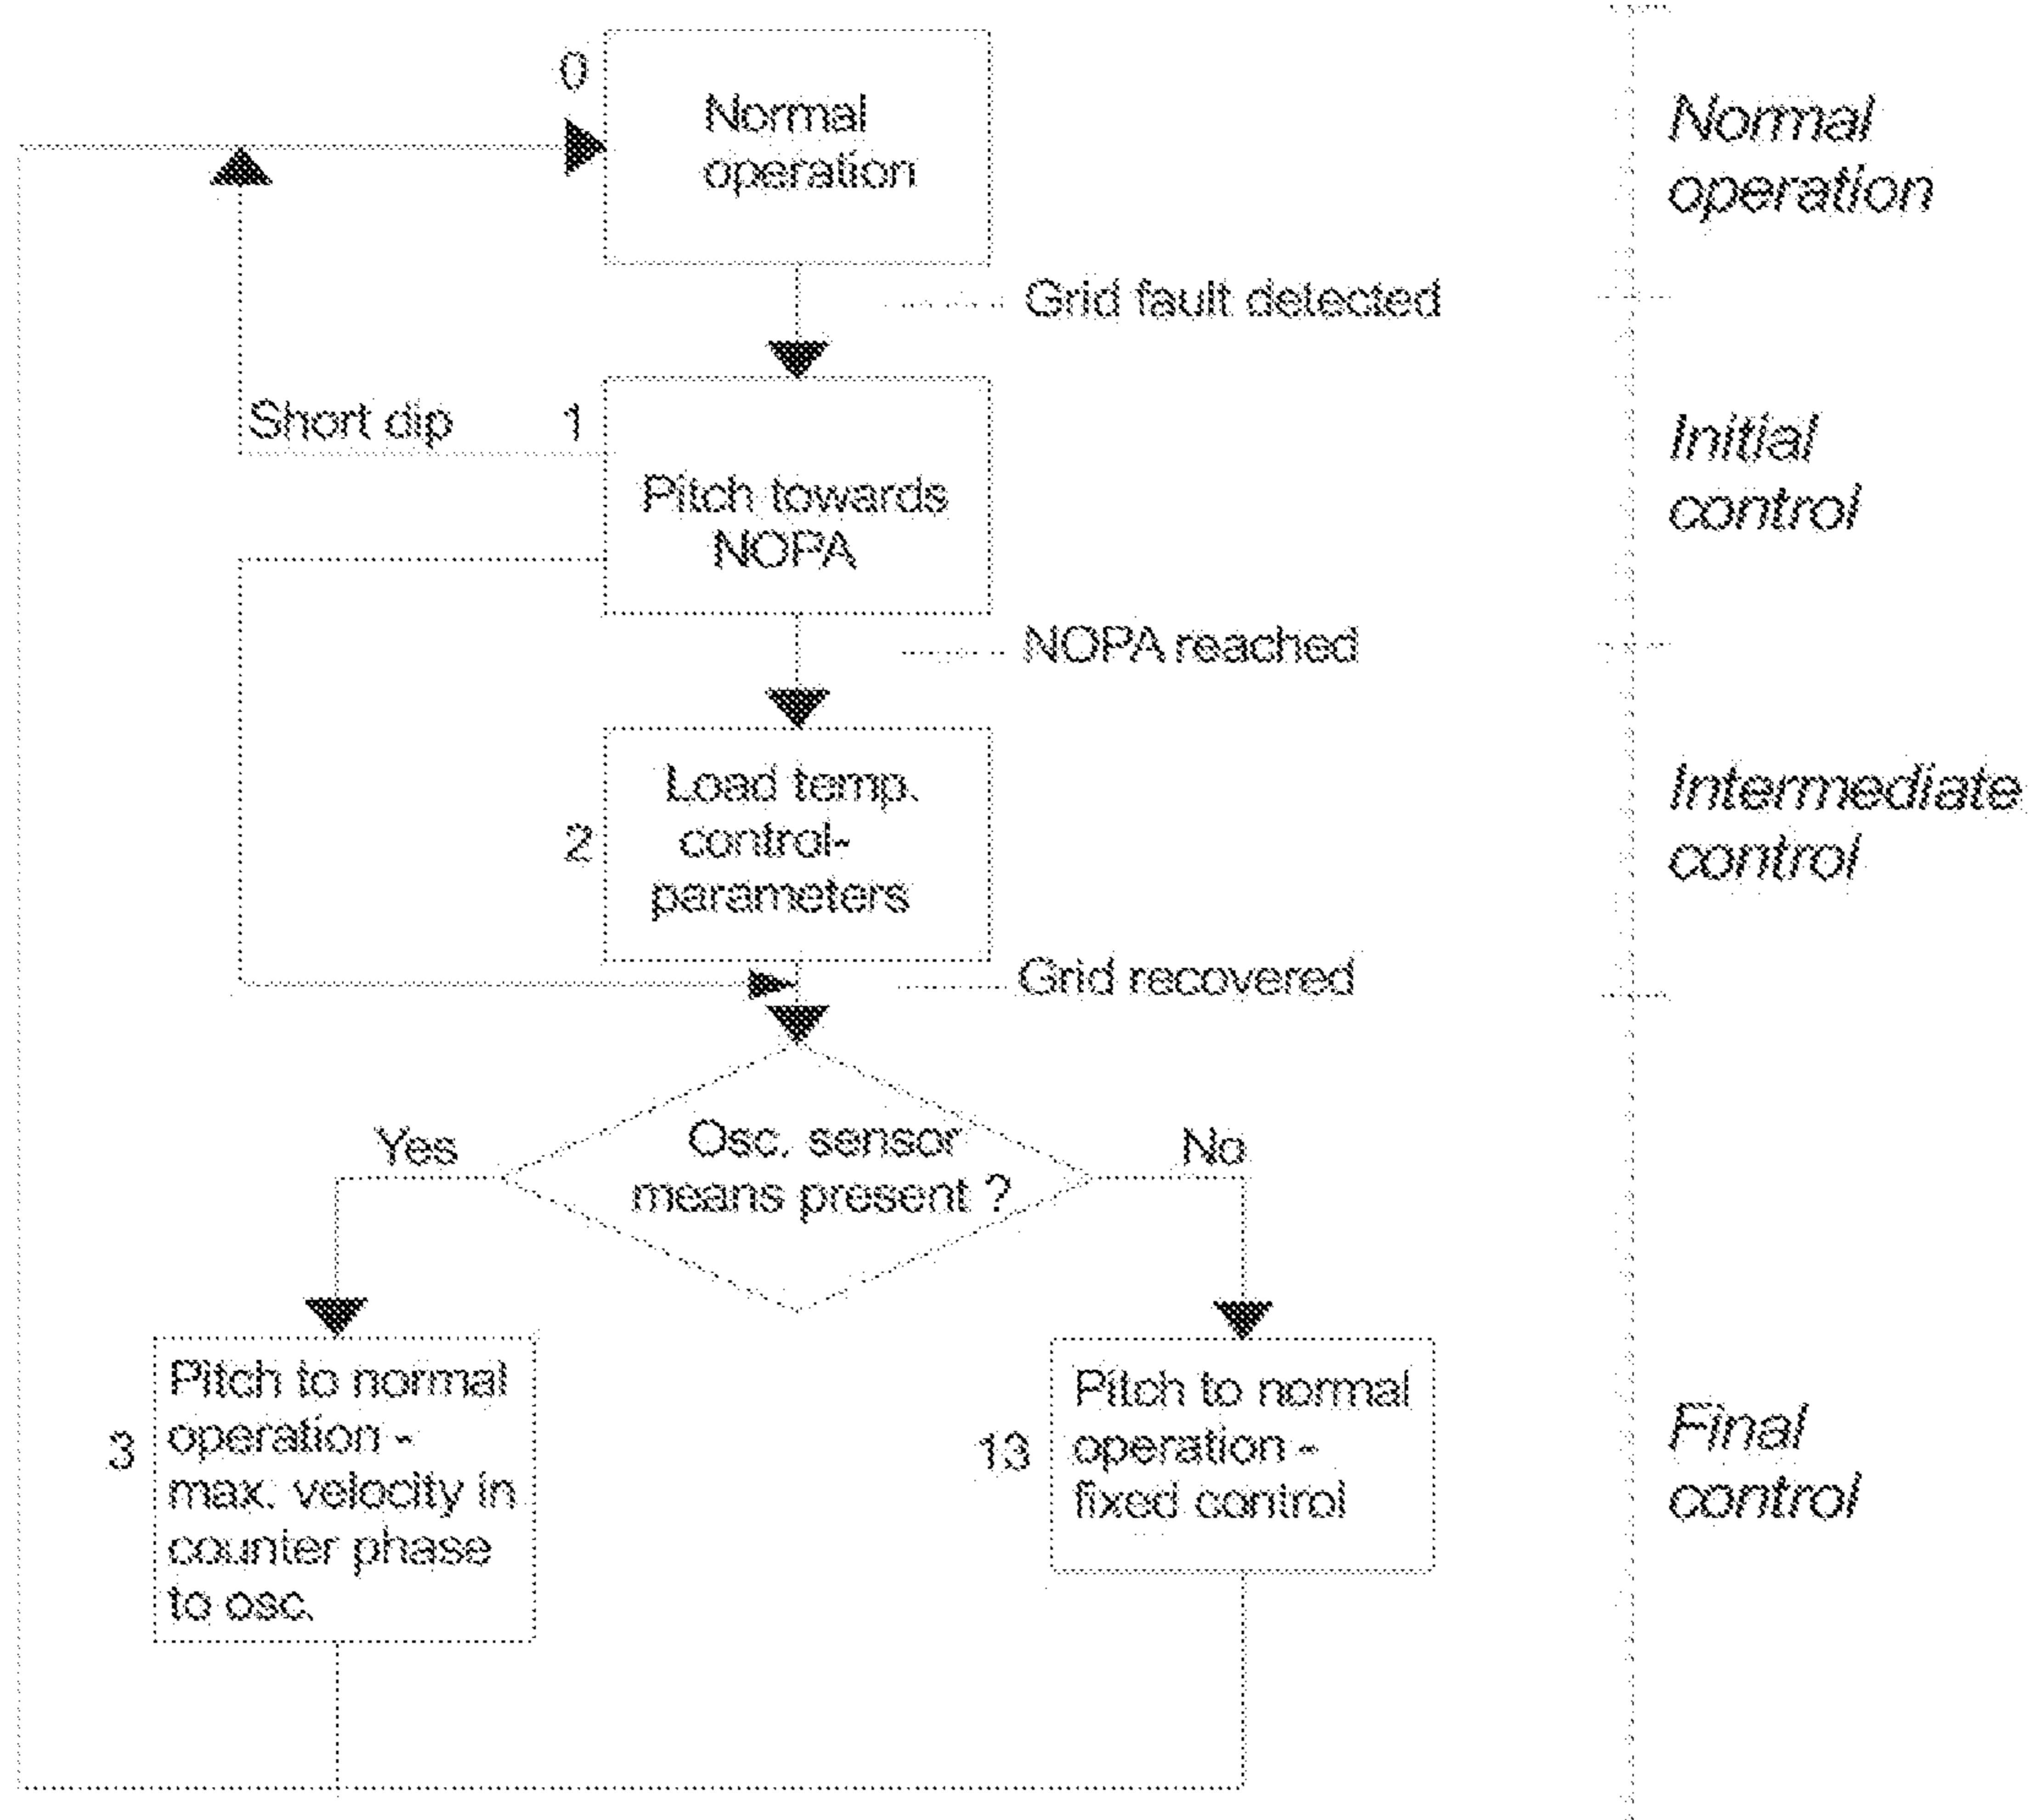 0
Normal
operation
Normal
operation
Grid fault detected
Short dip
1
Pitch towards
NOPA
Initial
control
NOPA reached
2
Load temp.
control-
parameters
Intermediate
control
Grid recovered
Yes
Osc. sensor
means present ?
No
3
Pitch to normal
operation -
max. velocity in
counter phase
to osc.
13
Pitch to normal
operation -
fixed control
Final
control